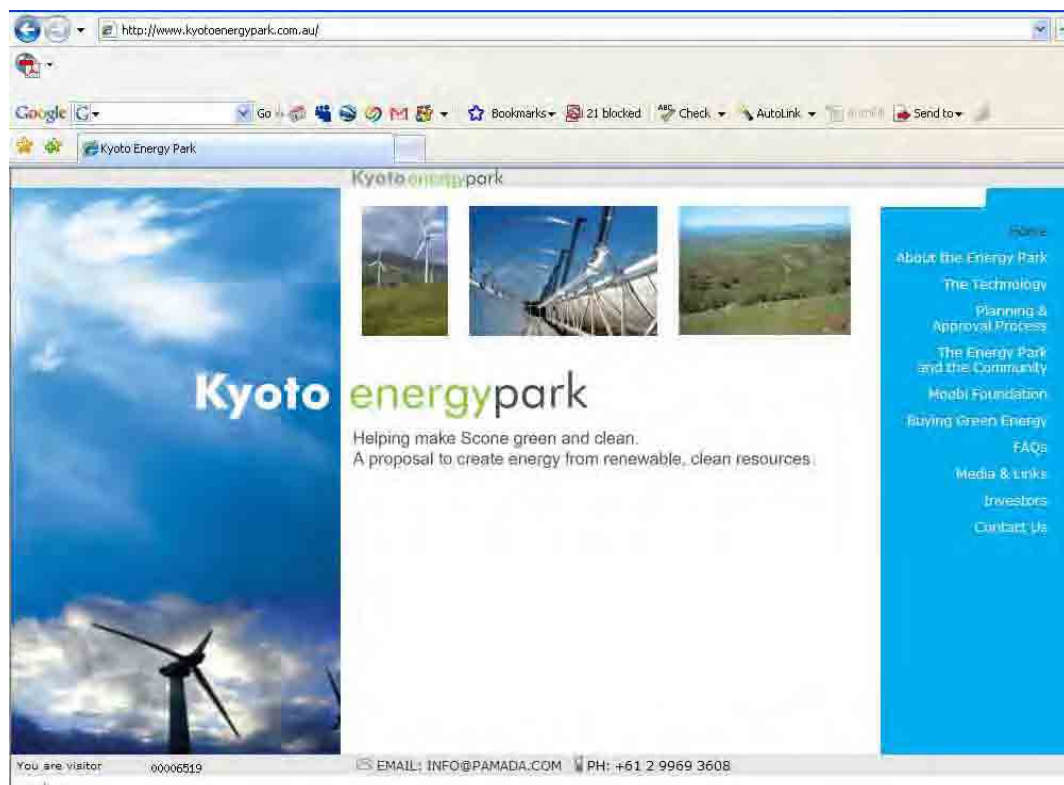 http://www.kyotoenergypark.com.au/
Google G Go Bookmarks 21 blocked ABC Check AutoLink Send to
Kyoto Energy Park
Kyoto energypark
Home
About the Energy Park
The Technology
Planning &
Approval Process
The Energy Park
and the Community
Moobi Foundation
Buying Green Energy
FAQs
Media & Links
Investors
Contact Us
Kyoto energypark
Helping make Scone green and clean.
A proposal to create energy from renewable, clean resources.
You are visitor 00006519
EMAIL: INFO@PAMADA.COM PH: +61 2 9969 3608